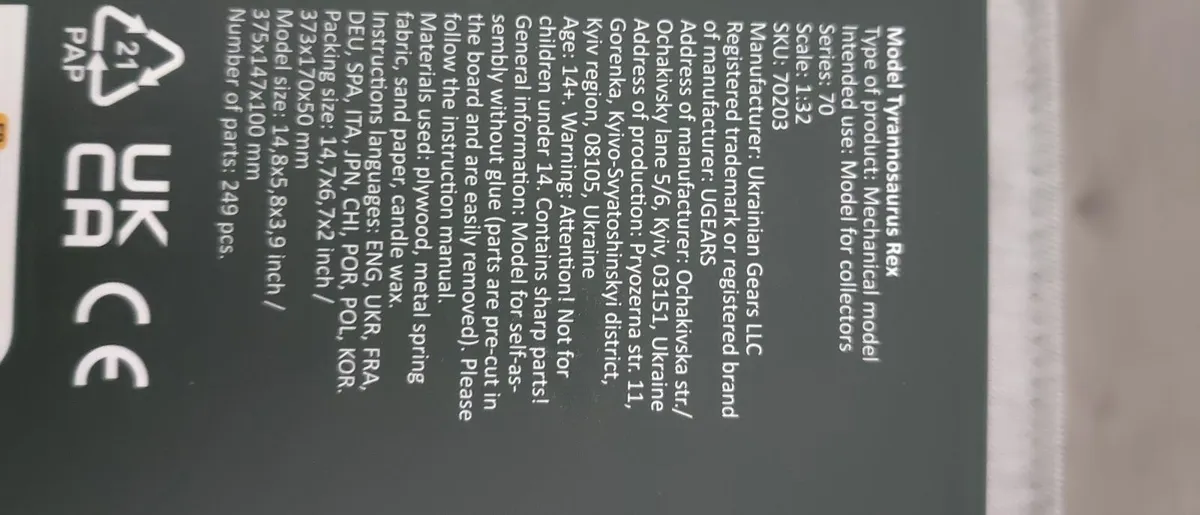 Model Tyrannosaurus Rex
Type of product: Mechanical model
Intended use: Model for collectors
Series: 70
Scale: 1:32
SKU: 70203
Manufacturer: Ukrainian Gears LLC
Registered trademark or registered brand
of manufacturer: UGEARS
Address of manufacturer: Ochakivska str./
Ochakivsky lane 5/6, Kyiv, 03151, Ukraine
Address of production: Pryozerna str. 11,
Gorenka, Kyivo-Svyatoshinskyi district,
Kyiv region, 08105, Ukraine
Age: 14+. Warning: Attention! Not for
children under 14. Contains sharp parts!
General information: Model for self-as-
sembly without glue (parts are pre-cut in
the board and are easily removed). Please
follow the instruction manual.
Materials used: plywood, metal spring
fabric, sand paper, candle wax.
Instructions languages: ENG, UKR, FRA,
DEU, SPA, ITA, JPN, CHI, POR, POL, KOR.
Packing size: 14,7x6,7x2 inch /
373x170x50 mm
Model size: 14,8x5,8x3,9 inch /
375x147x100 mm
Number of parts: 249 pcs.
21
PAP
UK
CA
CE